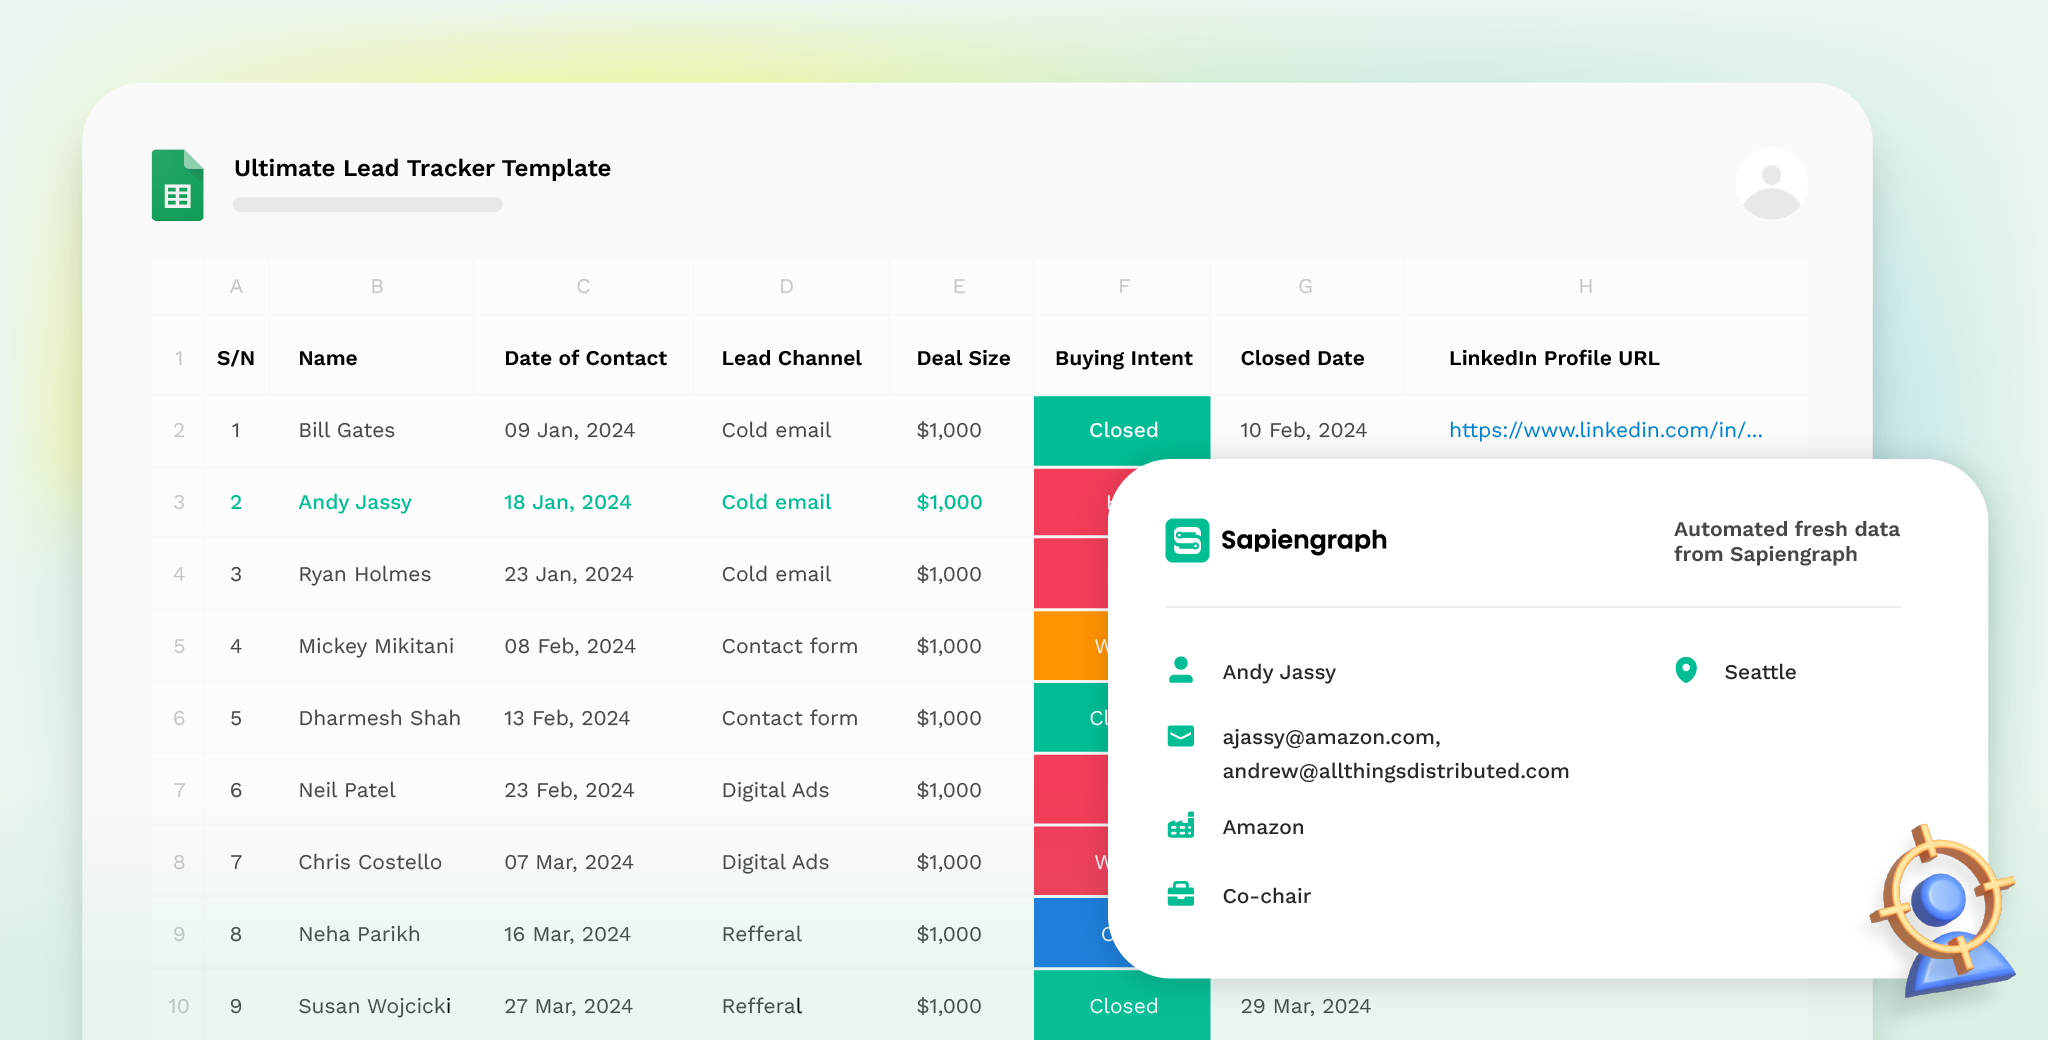 Ultimate Lead Tracker Template
A B C D E F G H
1 S/N Name Date of Contact Lead Channel Deal Size Buying Intent Closed Date LinkedIn Profile URL
2 1 Bill Gates 09 Jan, 2024 Cold email $1,000 Closed 10 Feb, 2024 https://www.linkedin.com/in/...
3 2 Andy Jassy 18 Jan, 2024 Cold email $1,000
4 3 Ryan Holmes 23 Jan, 2024 Cold email $1,000
5 4 Mickey Mikitani 08 Feb, 2024 Contact form $1,000
6 5 Dharmesh Shah 13 Feb, 2024 Contact form $1,000
7 6 Neil Patel 23 Feb, 2024 Digital Ads $1,000
8 7 Chris Costello 07 Mar, 2024 Digital Ads $1,000
9 8 Neha Parikh 16 Mar, 2024 Refferal $1,000
10 9 Susan Wojcicki 27 Mar, 2024 Refferal $1,000 Closed 29 Mar, 2024
Sapiengraph
Automated fresh data
from Sapiengraph
Andy Jassy
Seattle
ajassy@amazon.com,
andrew@allthingsdistributed.com
Amazon
Co-chair